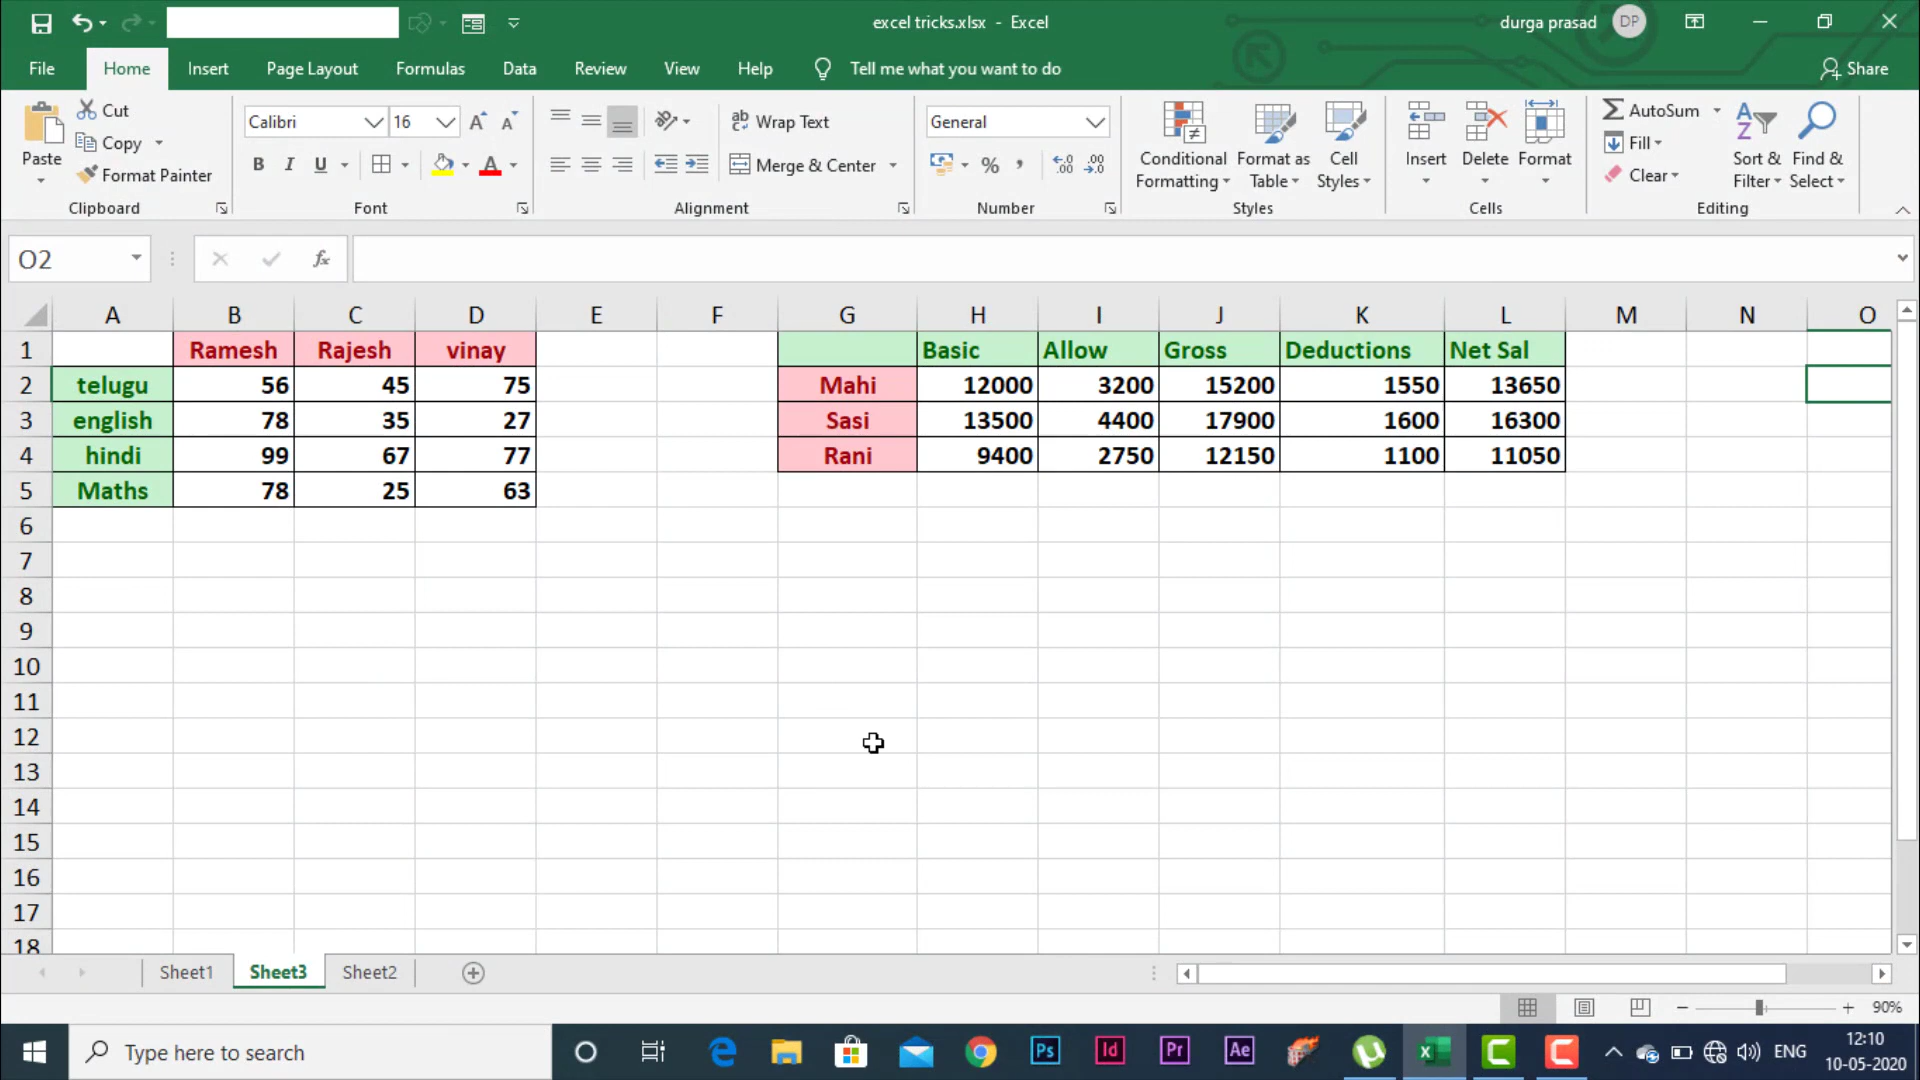 excel tricks.xlsx - Excel
durga prasad DP
File Home Insert Page Layout Formulas Data Review View Help Tell me what you want to do Share
Paste
Cut
Copy
Format Painter
Clipboard
Calibri 16
B I U A
Font
Wrap Text
Merge & Center
Alignment
General
% ,
Number
Conditional Formatting
Format as Table
Cell Styles
Styles
Insert Delete Format
Cells
AutoSum
Fill
Clear
Sort & Filter
Find & Select
Editing
O2 fx
A B C D E F G H I J K L M N O
1 Ramesh Rajesh vinay Basic Allow Gross Deductions Net Sal
2 telugu 56 45 75 Mahi 12000 3200 15200 1550 13650
3 english 78 35 27 Sasi 13500 4400 17900 1600 16300
4 hindi 99 67 77 Rani 9400 2750 12150 1100 11050
5 Maths 78 25 63
6
7
8
9
10
11
12
13
14
15
16
17
18
Sheet1 Sheet3 Sheet2
90%
Type here to search
Ps Id Pr Ae
ENG
12:10
10-05-2020